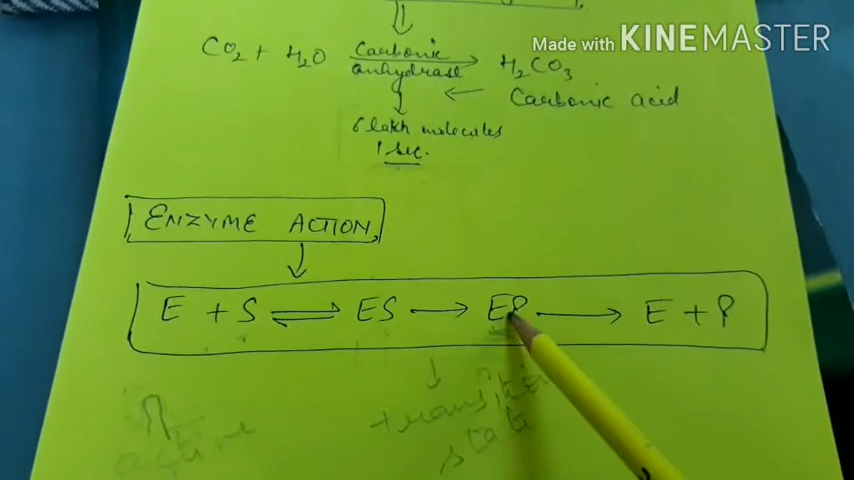 Made with KINEMASTER
CO2 + H2O Carbonic anhydrase → H2CO3
← Carbonic acid
6 lakh molecules
1 sec.
ENZYME ACTION
E + S ⇌ ES → EP → E + P
transition
state
active